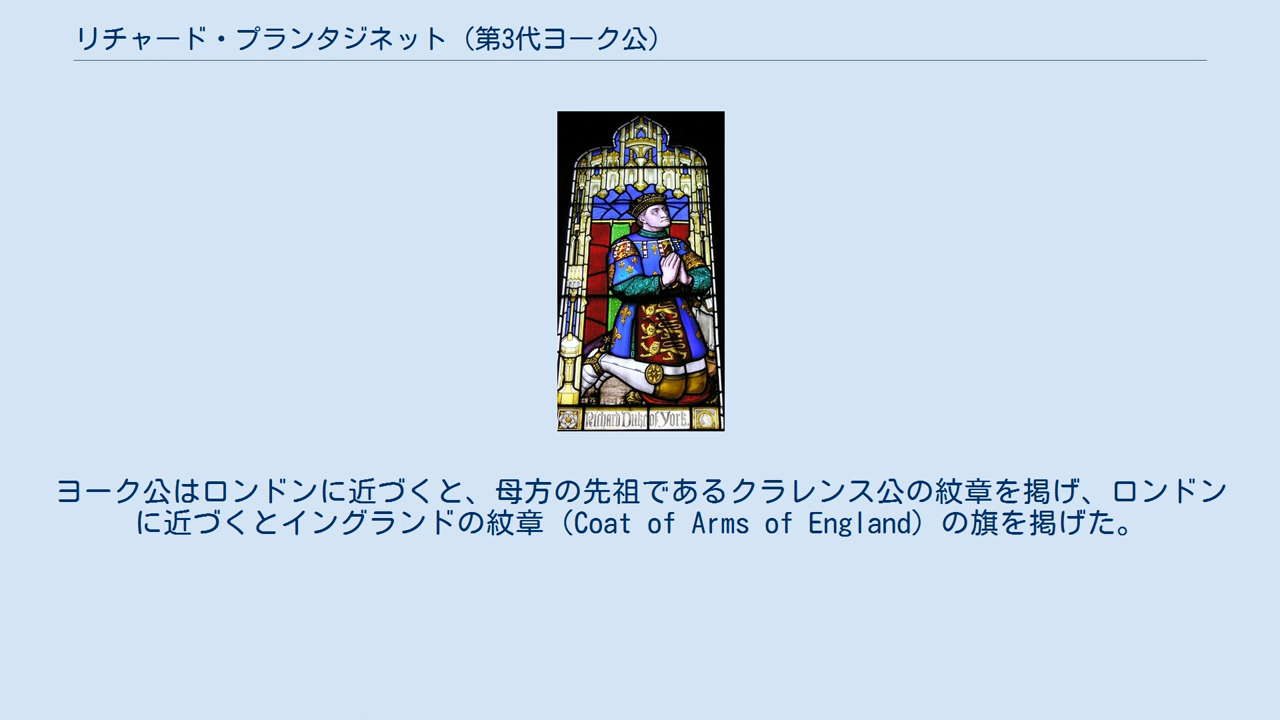 リチャード・プランタジネット（第3代ヨーク公）
Richard Duke of York.
ヨーク公はロンドンに近づくと、母方の先祖であるクラレンス公の紋章を掲げ、ロンドン
に近づくとイングランドの紋章（Coat of Arms of England）の旗を掲げた。